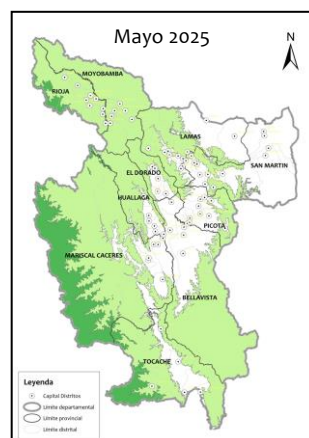 Mayo 2025
N
MOYOBAMBA
RIOJA
LAMAS
SAN MARTIN
EL DORADO
HUALLAGA
PICOTA
MARISCAL CACERES
BELLAVISTA
TOCACHE
Leyenda
Capital Distritos
Límite departamental
Límite provincial
Límite distrital